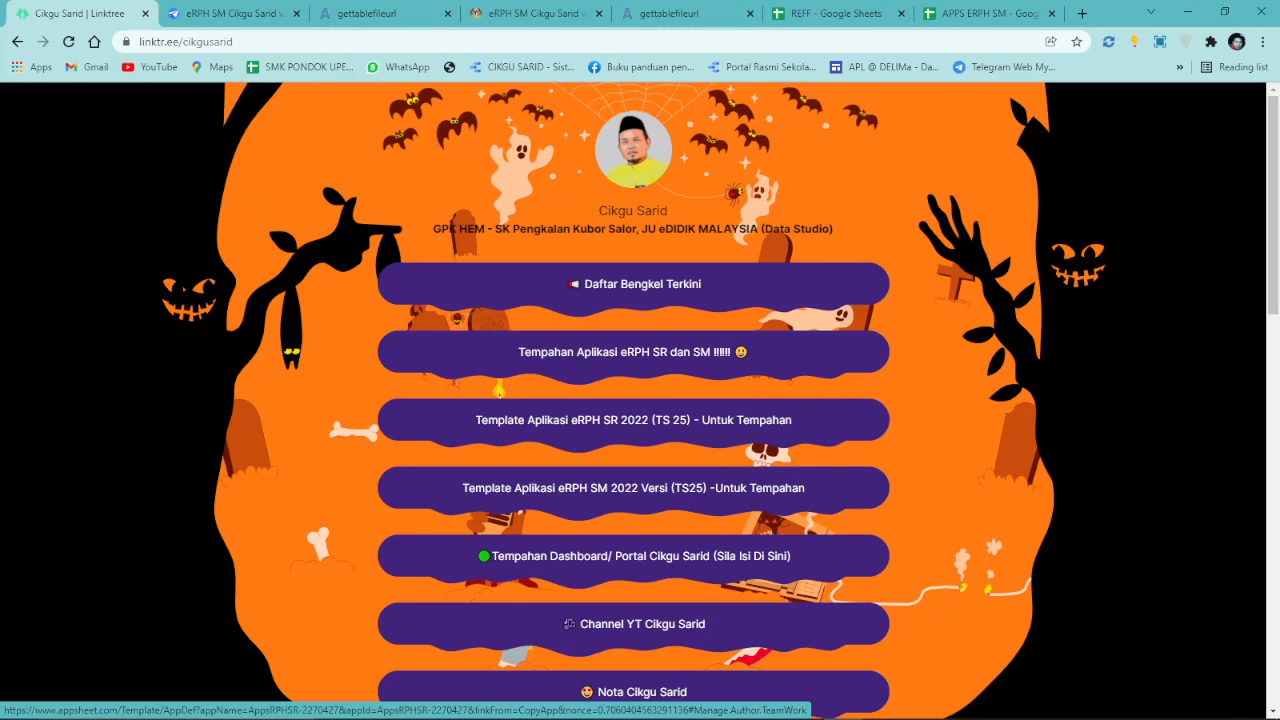 Cikgu Sarid | Linktree
eRPH SM Cikgu Sarid v
gettablefileurl
eRPH SM Cikgu Sarid v
gettablefileurl
REFF - Google Sheets
APPS ERPH SM - Googl
linktr.ee/cikgusarid
Apps
Gmail
YouTube
Maps
SMK PONDOK UPE...
WhatsApp
CIKGU SARID - Sist...
Buku panduan pen...
Portal Rasmi Sekola...
APL @ DELIMa - Da...
Telegram Web My...
»
Reading list
Cikgu Sarid
GPK HEM - SK Pengkalan Kubor Salor, JU eDIDIK MALAYSIA (Data Studio)
📢 Daftar Bengkel Terkini
Tempahan Aplikasi eRPH SR dan SM !!!!!! 😀
Template Aplikasi eRPH SR 2022 (TS 25) - Untuk Tempahan
Template Aplikasi eRPH SM 2022 Versi (TS25) -Untuk Tempahan
🟢Tempahan Dashboard/ Portal Cikgu Sarid (Sila Isi Di Sini)
🎶 Channel YT Cikgu Sarid
😍 Nota Cikgu Sarid
https://www.appsheet.com/Template/AppDef?appName=AppsRPHSR-2270427&appId=AppsRPHSR-2270427&linkFrom=CopyApp&nonce=0.7060404563291136#Manage.Author.TeamWork